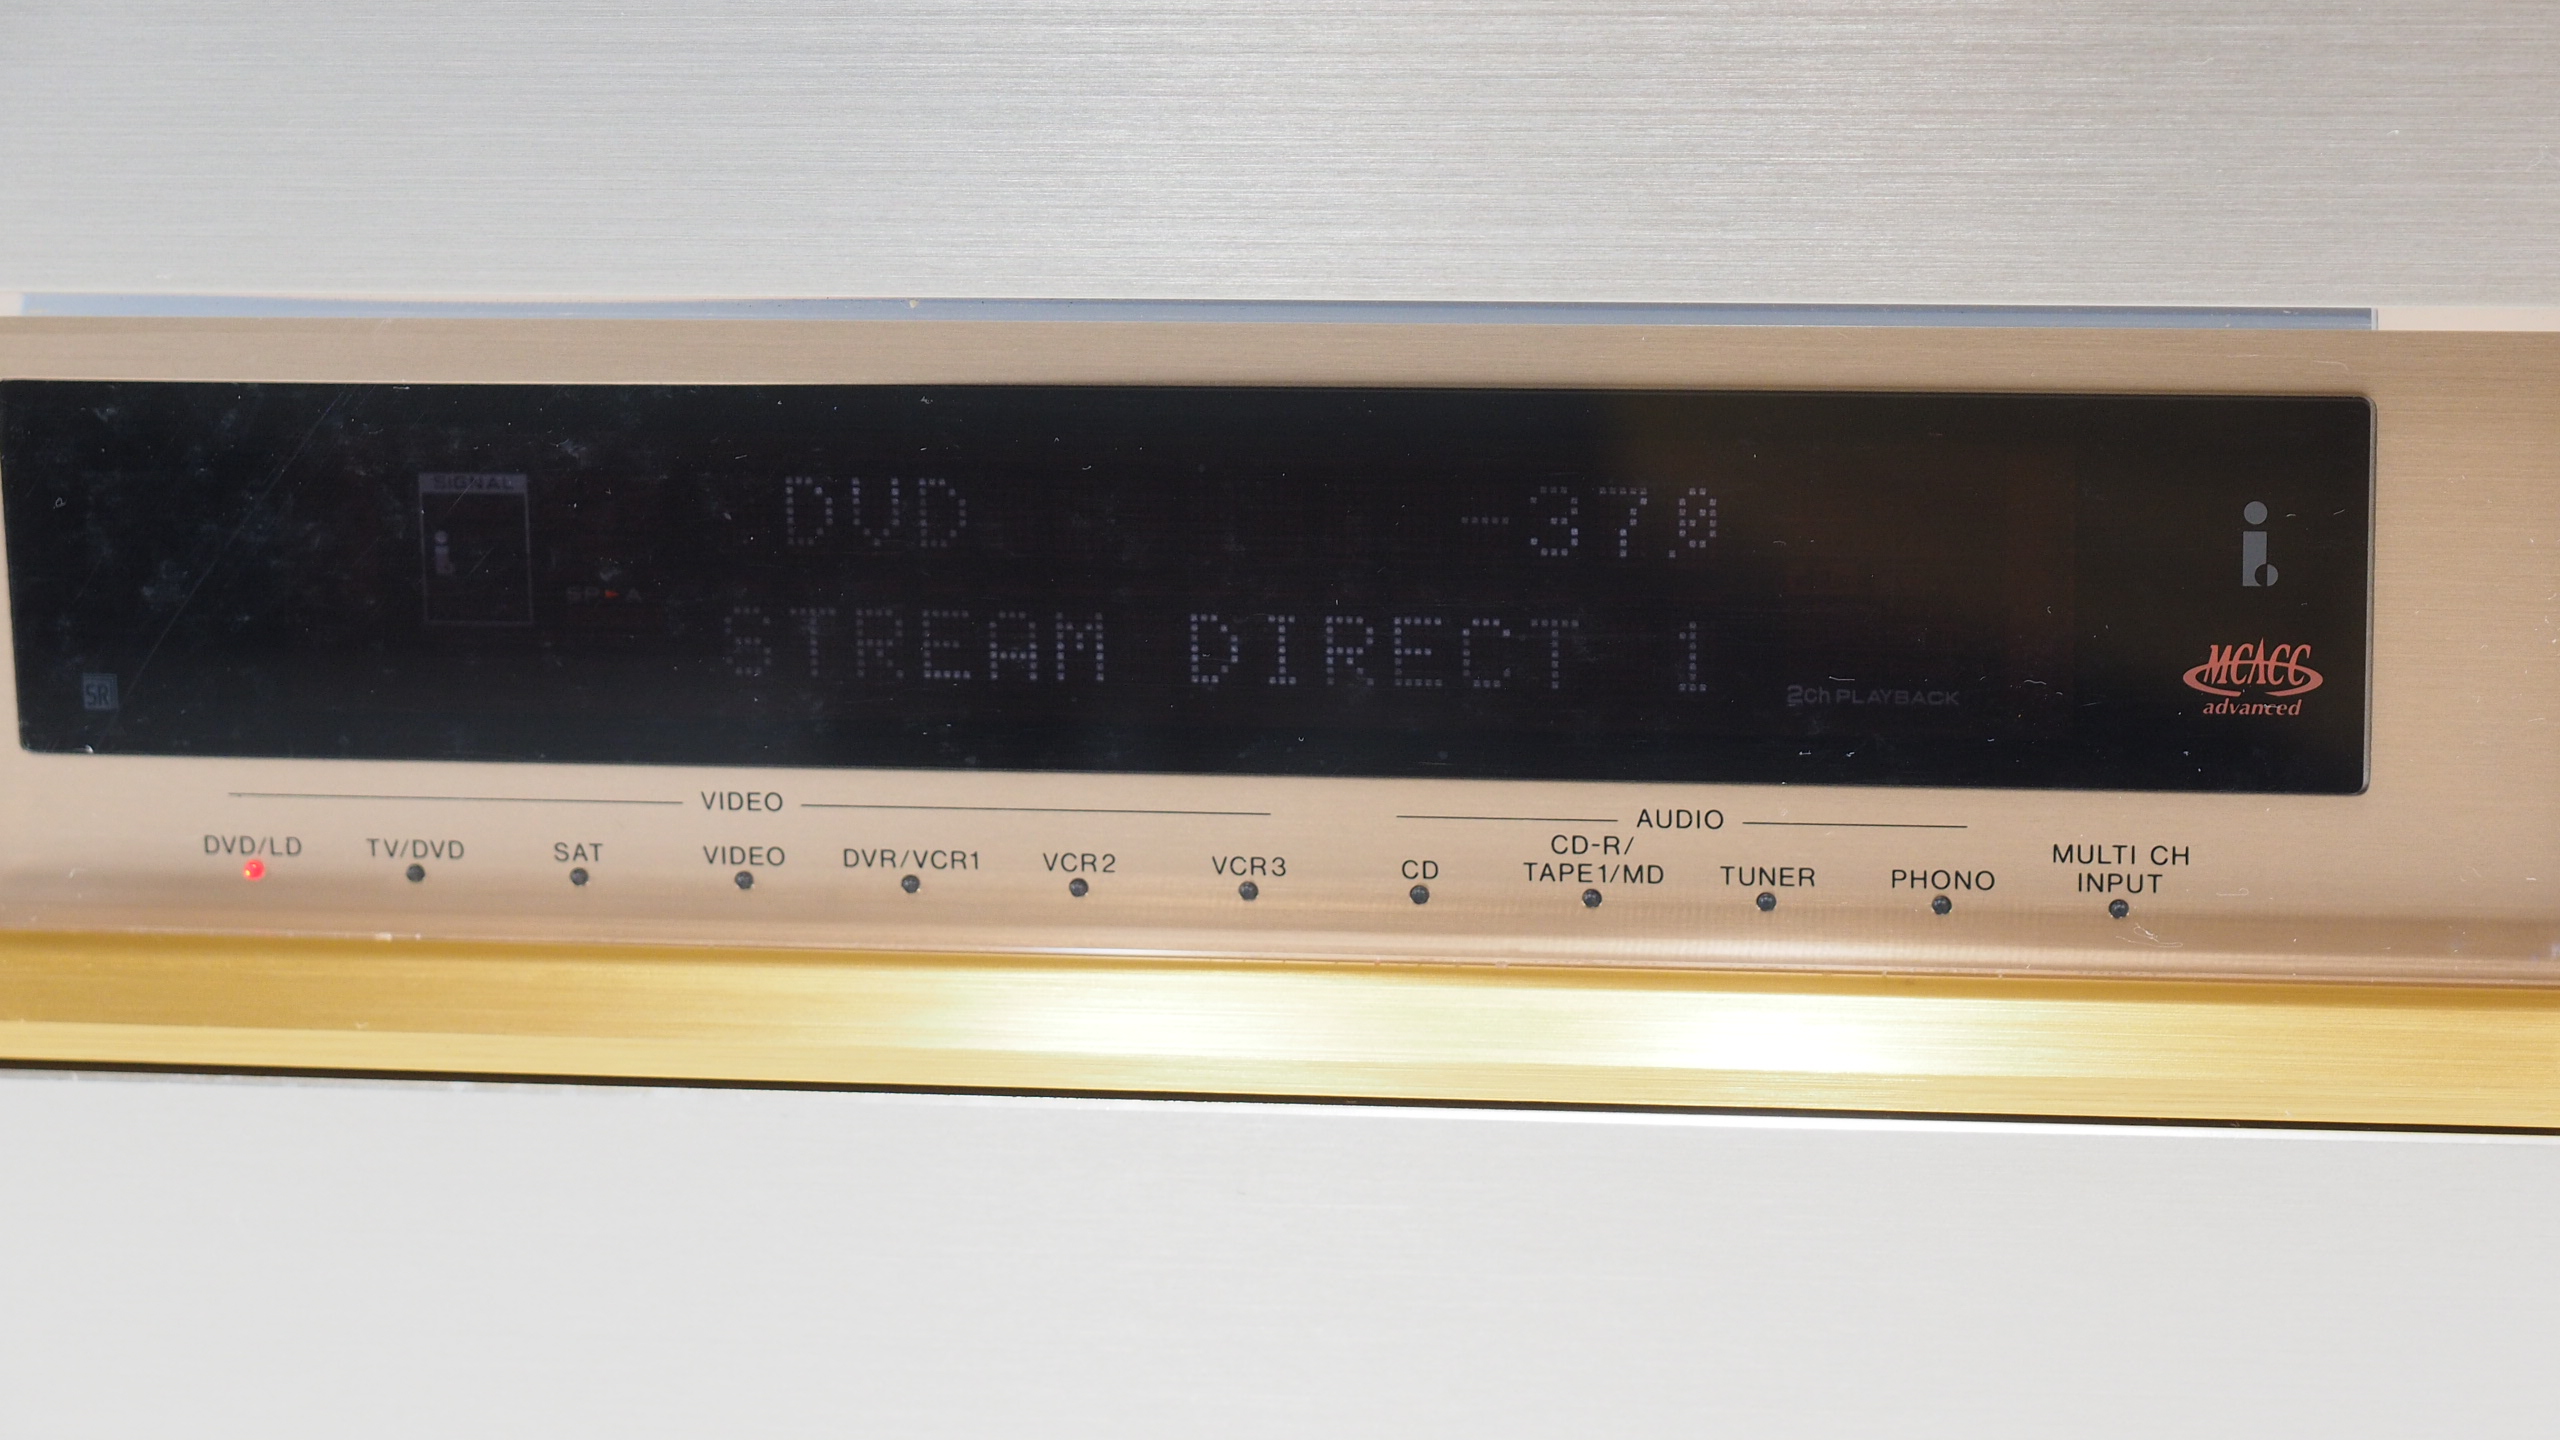 SIGNAL
DVD -37.0
SP►A
STREAM DIRECT 1
2ch PLAYBACK
SR
MCACC
advanced
VIDEO
AUDIO
DVD/LD
TV/DVD
SAT
VIDEO
DVR/VCR1
VCR2
VCR3
CD
CD-R/
TAPE1/MD
TUNER
PHONO
MULTI CH
INPUT